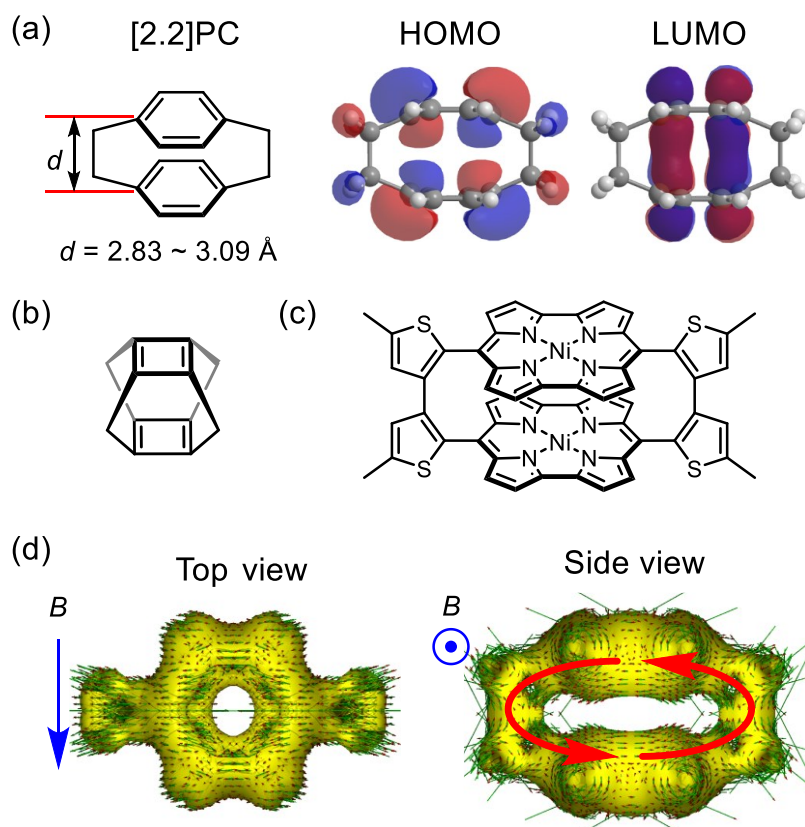 (a)
[2.2]PC
HOMO
LUMO
d
d = 2.83 ~ 3.09 Å
(b)
(c)
S
S
N
N
Ni
N
N
N
N
Ni
N
N
S
S
(d)
Top view
Side view
B
B